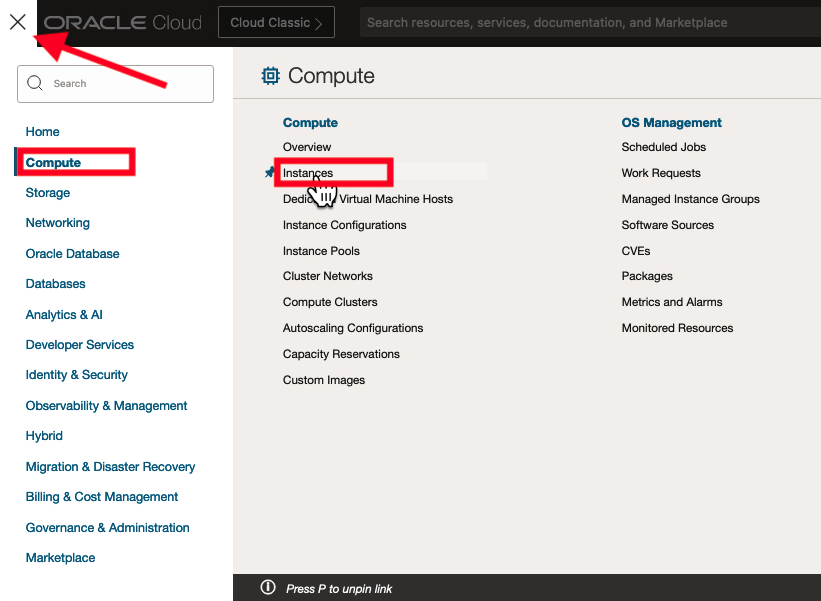 ORACLE Cloud
Cloud Classic
Search resources, services, documentation, and Marketplace
Search
Home
Compute
Storage
Networking
Oracle Database
Databases
Analytics & AI
Developer Services
Identity & Security
Observability & Management
Hybrid
Migration & Disaster Recovery
Billing & Cost Management
Governance & Administration
Marketplace
Compute
Compute
Overview
Instances
Virtual Machine Hosts
Instance Configurations
Instance Pools
Cluster Networks
Compute Clusters
Autoscaling Configurations
Capacity Reservations
Custom Images
OS Management
Scheduled Jobs
Work Requests
Managed Instance Groups
Software Sources
CVEs
Packages
Metrics and Alarms
Monitored Resources
Press P to unpin link